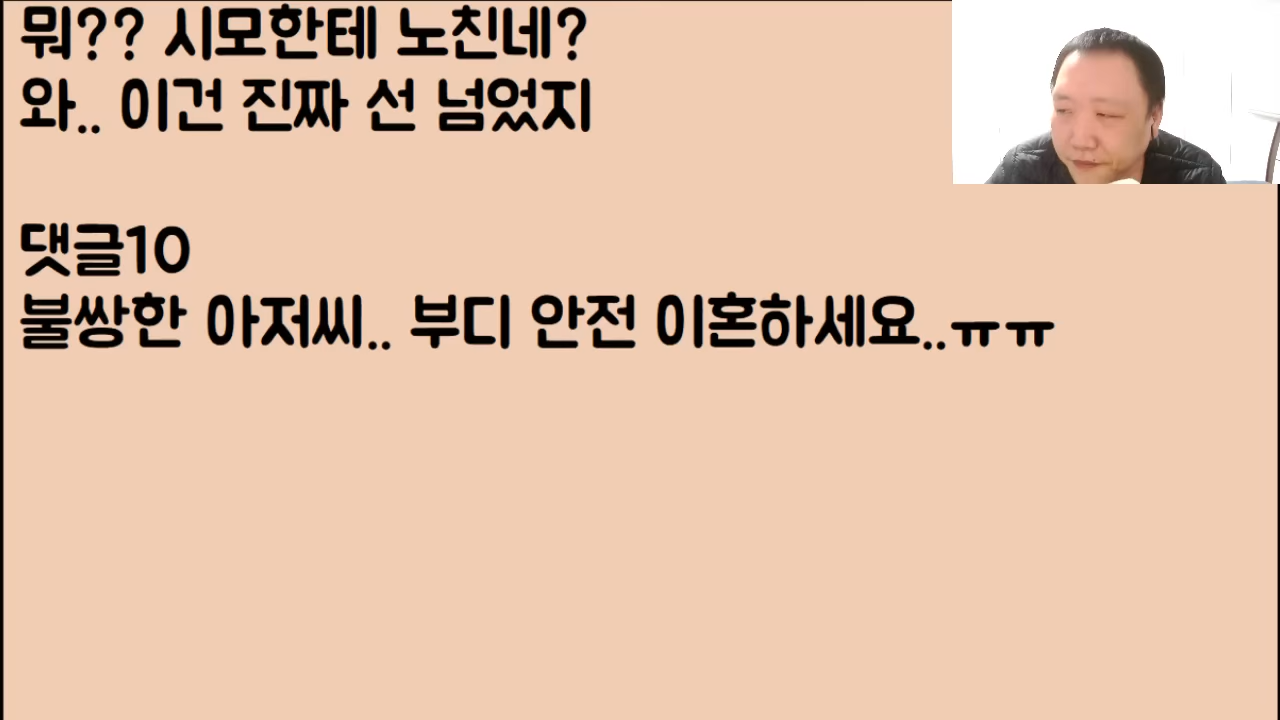 뭐?? 시모한테 노친네?
와.. 이건 진짜 선 넘었지
댓글10
불쌍한 아저씨.. 부디 안전 이혼하세요..ㅠㅠ